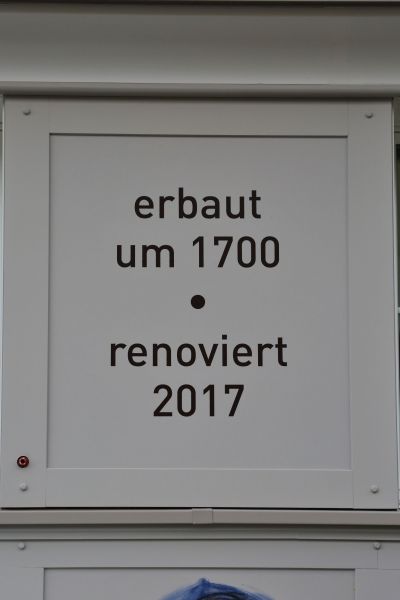 erbaut
um 1700
•
renoviert
2017